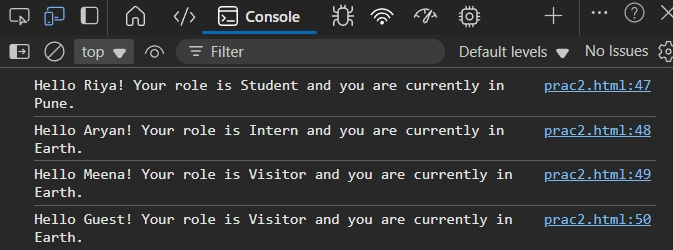 Console
top Filter Default levels No Issues
Hello Riya! Your role is Student and you are currently in prac2.html:47
Pune.
Hello Aryan! Your role is Intern and you are currently in prac2.html:48
Earth.
Hello Meena! Your role is Visitor and you are currently in prac2.html:49
Earth.
Hello Guest! Your role is Visitor and you are currently in prac2.html:50
Earth.